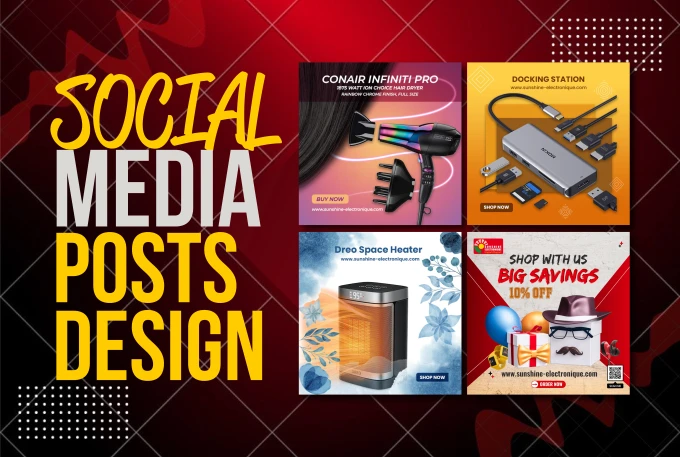 SOCIAL
MEDIA
POSTS
DESIGN
CONAIR INFINITI PRO
1875 WATT ION CHOICE HAIR DRYER
RAINBOW CHROME FINISH, FULL SIZE
BUY NOW
www.sunshine-electronique.com
DOCKING STATION
www.sunshine-electronique.com
SHOP NOW
Dreo Space Heater
www.sunshine-electronique.com
SHOP NOW
SHOP WITH US
BIG SAVINGS
10% OFF
www.sunshine-electronique.com
ORDER NOW